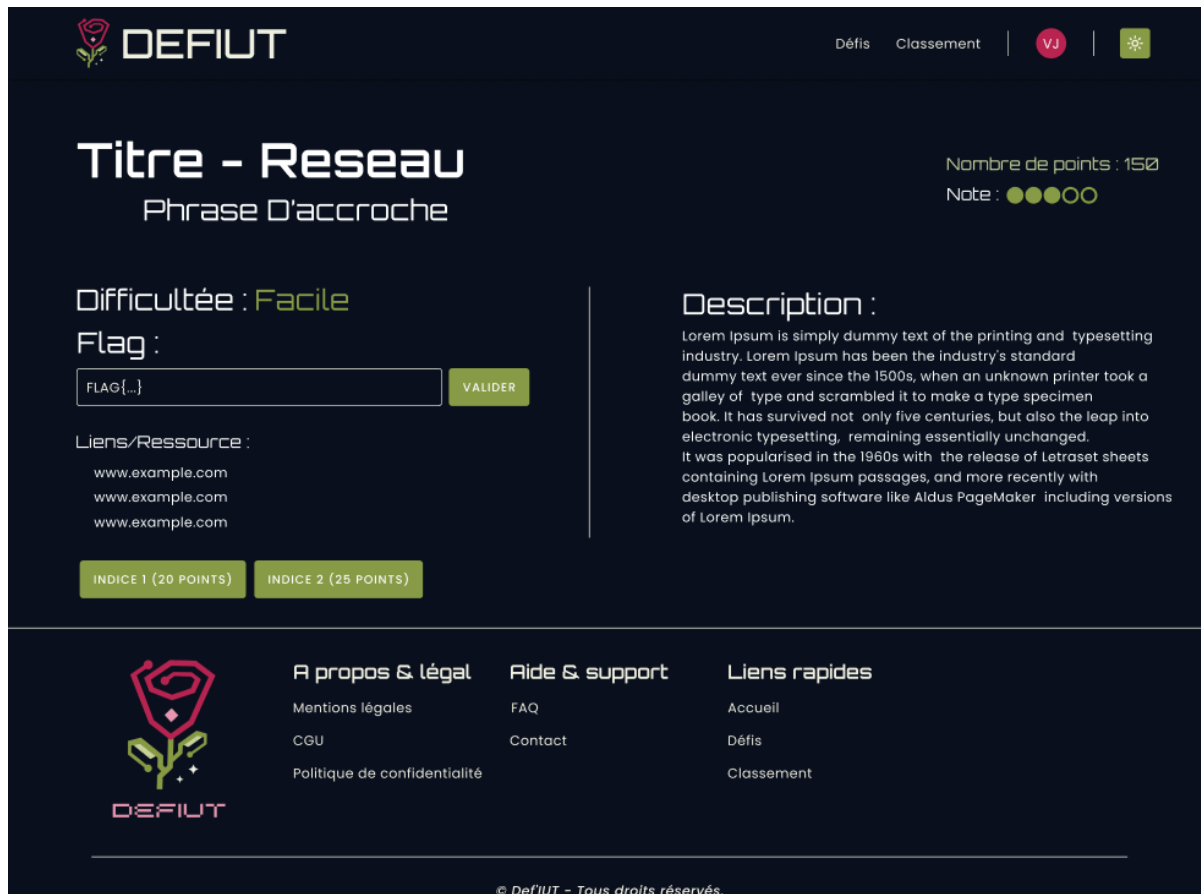 DEFIUT
Défis Classement VJ
Titre - Reseau
Phrase D'accroche
Nombre de points : 150
Note :
Difficultée : Facile
Flag :
FLAG{...} VALIDER
Liens/Ressource :
www.example.com
www.example.com
www.example.com
INDICE 1 (20 POINTS) INDICE 2 (25 POINTS)
Description :
Lorem Ipsum is simply dummy text of the printing and typesetting
industry. Lorem Ipsum has been the industry's standard
dummy text ever since the 1500s, when an unknown printer took a
galley of type and scrambled it to make a type specimen
book. It has survived not only five centuries, but also the leap into
electronic typesetting, remaining essentially unchanged.
It was popularised in the 1960s with the release of Letraset sheets
containing Lorem Ipsum passages, and more recently with
desktop publishing software like Aldus PageMaker including versions
of Lorem Ipsum.
DEFIUT
A propos & légal
Mentions légales
CGU
Politique de confidentialité
Aide & support
FAQ
Contact
Liens rapides
Accueil
Défis
Classement
© Def'IUT - Tous droits réservés.